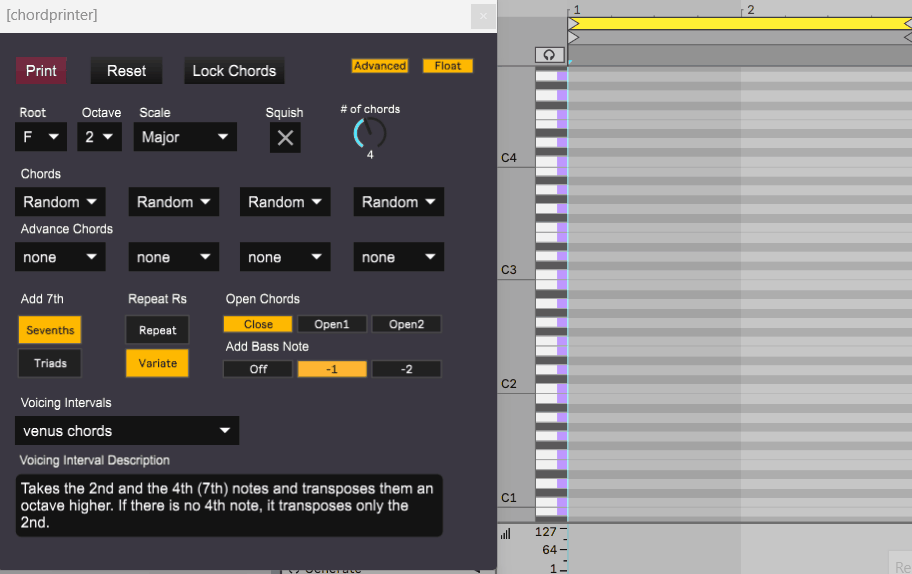 [chordprinter]
×
Print
Reset
Lock Chords
Advanced
Float
Root
Octave
Scale
Squish
# of chords
F
2
Major
4
Chords
Random
Random
Random
Random
Advance Chords
none
none
none
none
Add 7th
Repeat Rs
Open Chords
Sevenths
Repeat
Close
Open1
Open2
Add Bass Note
Triads
Variate
Off
-1
-2
Voicing Intervals
venus chords
Voicing Interval Description
Takes the 2nd and the 4th (7th) notes and transposes them an
octave higher. If there is no 4th note, it transposes only the
2nd.
Generate
1
2
C4
C3
C2
C1
127
64
1
Re